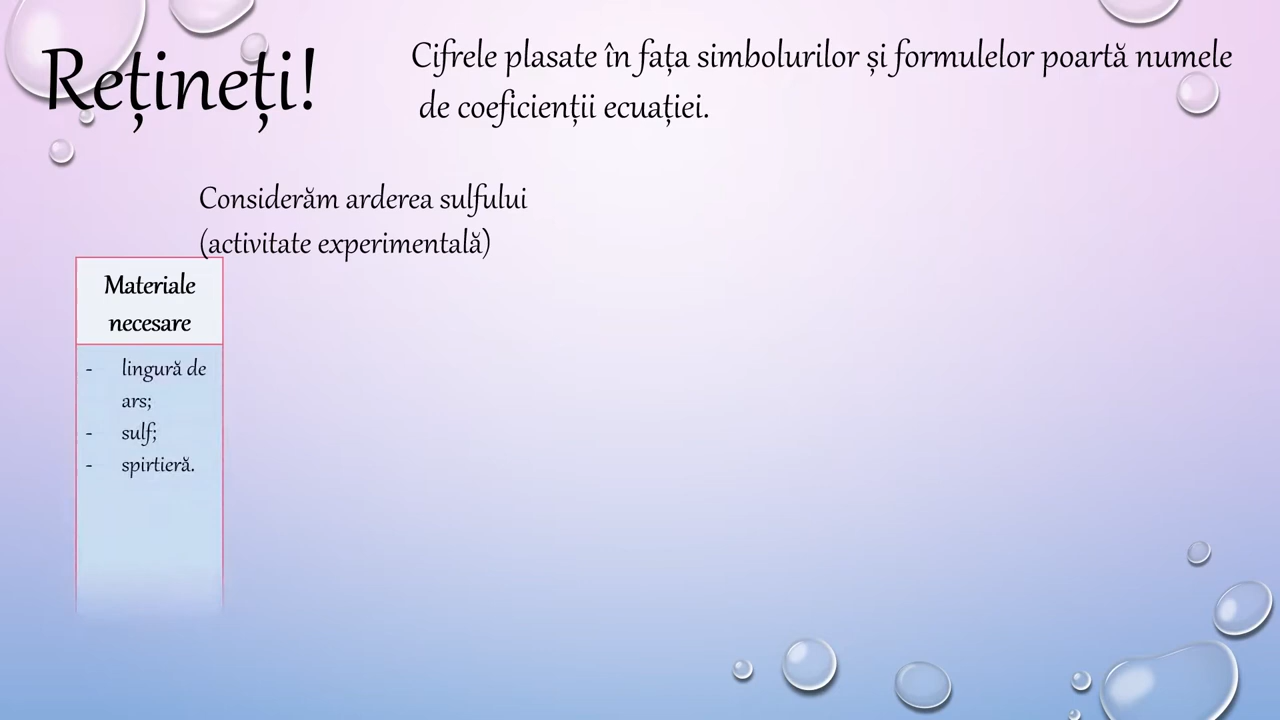 Rețineți!
Cifrele plasate în fața simbolurilor și formulelor poartă numele
de coeficienții ecuației.
Considerăm arderea sulfului
(activitate experimentală)
Materiale
necesare
- lingură de
ars;
- sulf;
- spirtieră.